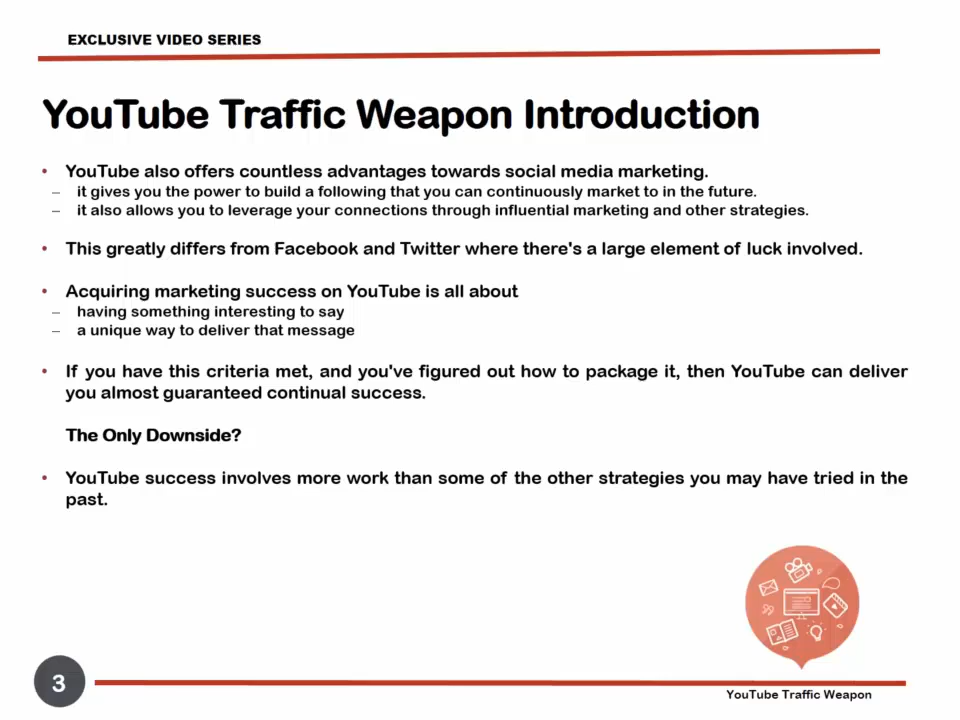 EXCLUSIVE VIDEO SERIES
YouTube Traffic Weapon Introduction
• YouTube also offers countless advantages towards social media marketing.
– it gives you the power to build a following that you can continuously market to in the future.
– it also allows you to leverage your connections through influential marketing and other strategies.
• This greatly differs from Facebook and Twitter where there's a large element of luck involved.
• Acquiring marketing success on YouTube is all about
– having something interesting to say
– a unique way to deliver that message
• If you have this criteria met, and you've figured out how to package it, then YouTube can deliver
you almost guaranteed continual success.
The Only Downside?
• YouTube success involves more work than some of the other strategies you may have tried in the
past.
3
YouTube Traffic Weapon